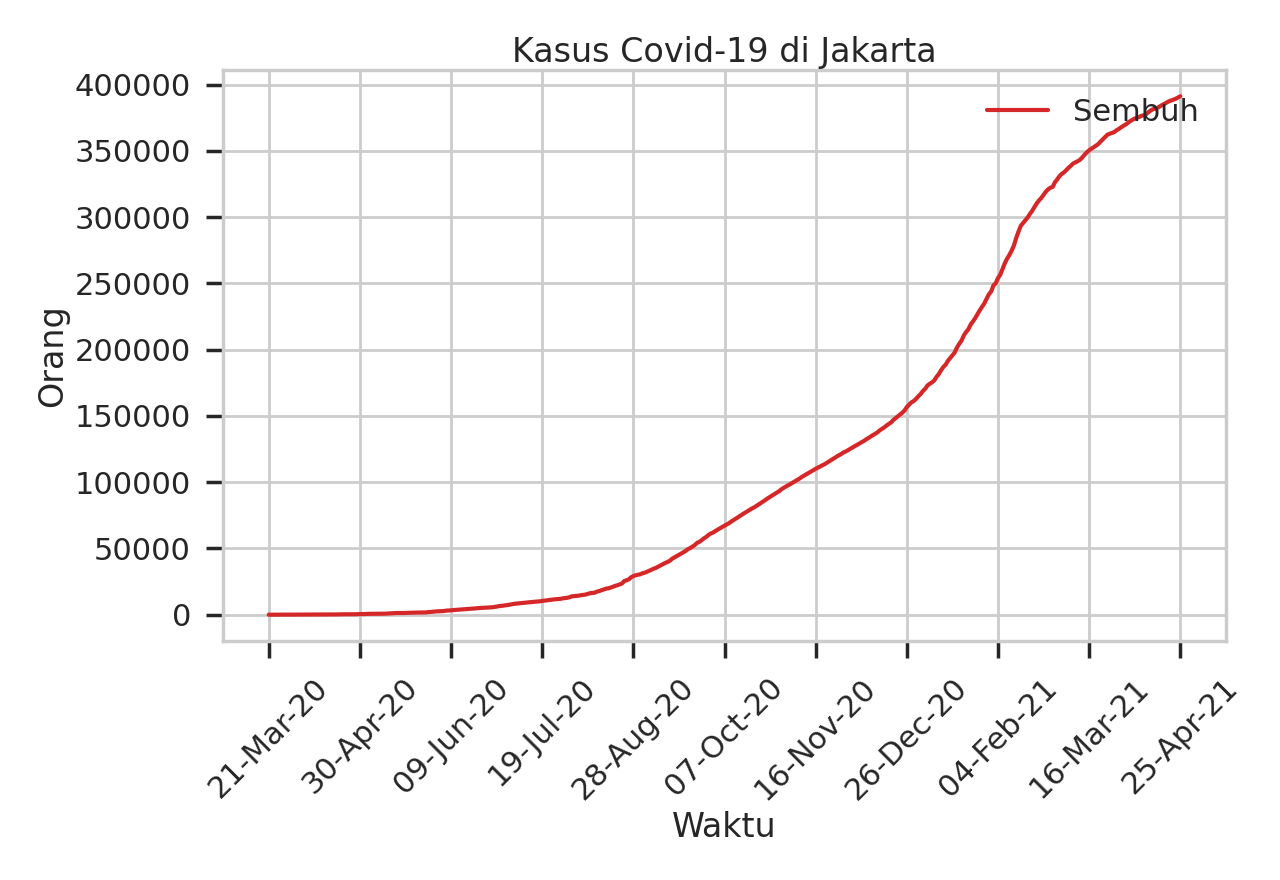 Kasus Covid-19 di Jakarta
Sembuh
400000
350000
300000
250000
200000
150000
100000
50000
0
Orang
21-Mar-20
30-Apr-20
09-Jun-20
19-Jul-20
28-Aug-20
07-Oct-20
16-Nov-20
26-Dec-20
04-Feb-21
16-Mar-21
25-Apr-21
Waktu